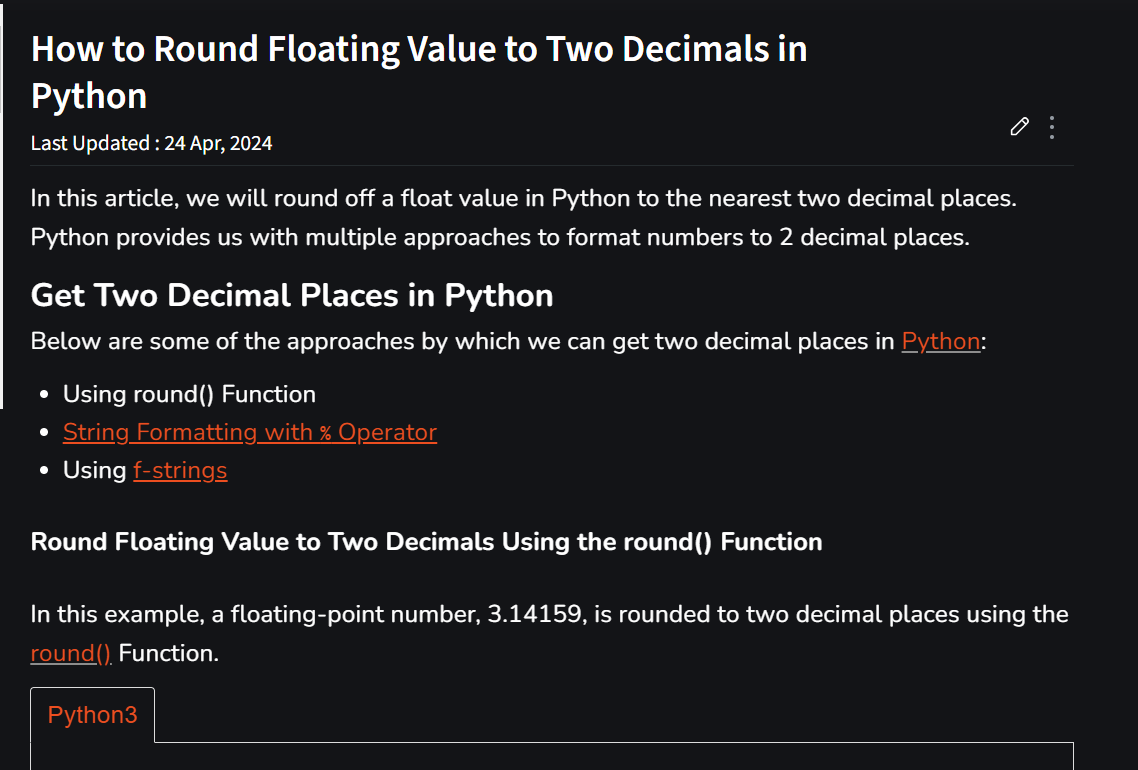 How to Round Floating Value to Two Decimals in
Python
Last Updated : 24 Apr, 2024
In this article, we will round off a float value in Python to the nearest two decimal places.
Python provides us with multiple approaches to format numbers to 2 decimal places.
Get Two Decimal Places in Python
Below are some of the approaches by which we can get two decimal places in Python:
• Using round() Function
• String Formatting with % Operator
• Using f-strings
Round Floating Value to Two Decimals Using the round() Function
In this example, a floating-point number, 3.14159, is rounded to two decimal places using the
round() Function.
Python3